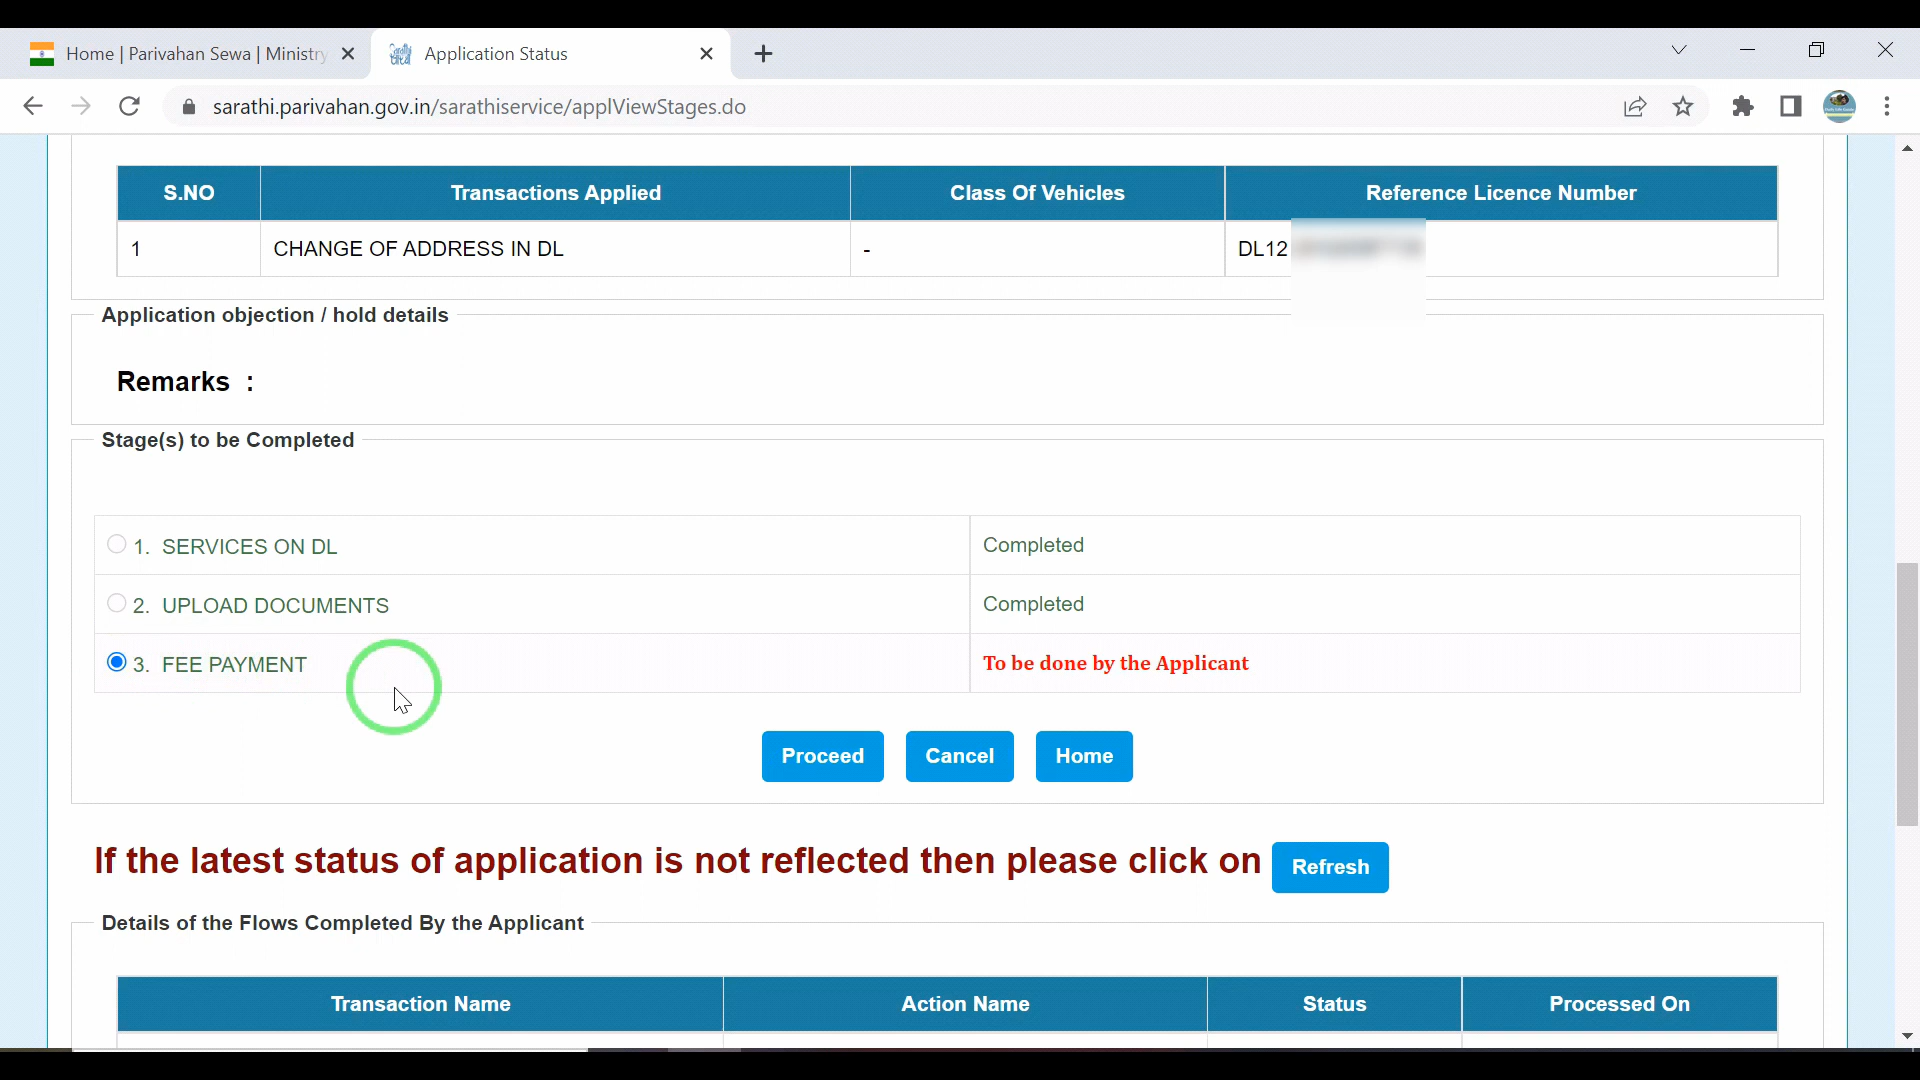 Home | Parivahan Sewa | Ministry
Application Status
sarathi.parivahan.gov.in/sarathiservice/applViewStages.do
S.NO Transactions Applied Class Of Vehicles Reference Licence Number
1 CHANGE OF ADDRESS IN DL - DL12
Application objection / hold details
Remarks :
Stage(s) to be Completed
1. SERVICES ON DL Completed
2. UPLOAD DOCUMENTS Completed
3. FEE PAYMENT To be done by the Applicant
Proceed Cancel Home
If the latest status of application is not reflected then please click on Refresh
Details of the Flows Completed By the Applicant
Transaction Name Action Name Status Processed On